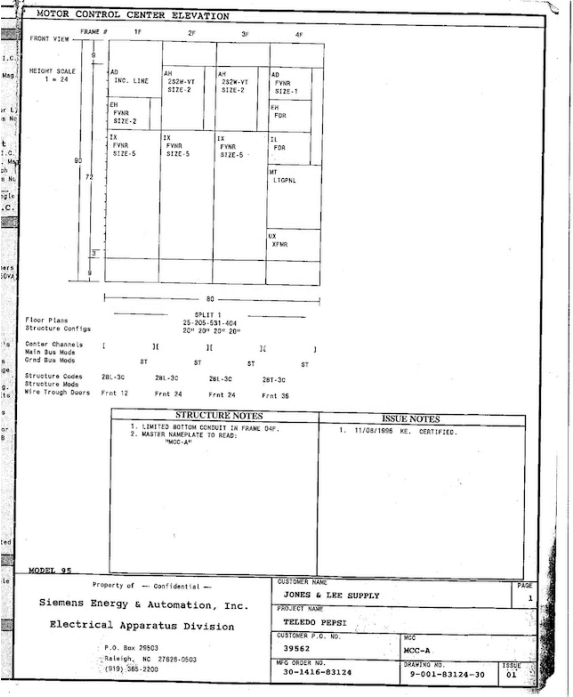 MOTOR CONTROL CENTER ELEVATION
FRAME # 1F 2F 3F 4F
FRONT VIEW
HEIGHT SCALE
1 = 24
9
90
72
3
9
AD
INC. LINE
EH
FVNR
SIZE-2
IX
FVNR
SIZE-5
AH
2S2W-VT
SIZE-2
IX
FVNR
SIZE-5
AH
2S2W-VT
SIZE-2
IX
FVNR
SIZE-5
AD
FVNR
SIZE-1
EH
FDR
IL
FDR
MT
LTGPNL
UX
XFMR
80
SPLIT 1
Floor Plans 25-205-531-404
Structure Configs 20" 20" 20" 20"
Center Channels [ ][ ][ ][ ]
Main Bus Mods
Grnd Bus Mods ST ST ST ST
Structure Codes 2BL-3C 2BL-3C 2BL-3C 2BT-3C
Structure Mods
Wire Trough Doors Frnt 12 Frnt 24 Frnt 24 Frnt 36
STRUCTURE NOTES
1. LIMITED BOTTOM CONDUIT IN FRAME 04F.
2. MASTER NAMEPLATE TO READ:
"MCC-A"
ISSUE NOTES
1. 11/08/1996 KE. CERTIFIED.
MODEL 95
Property of — Confidential —
Siemens Energy & Automation, Inc.
Electrical Apparatus Division
P.O. Box 29503
Raleigh, NC 27626-0503
(919) 365-2200
CUSTOMER NAME
JONES & LEE SUPPLY
PAGE
1
PROJECT NAME
TELEDO PEPSI
CUSTOMER P.O. NO.
39562
MCC
MCC-A
MFG ORDER NO.
30-1416-83124
DRAWING NO.
9-001-83124-30
ISSUE
01